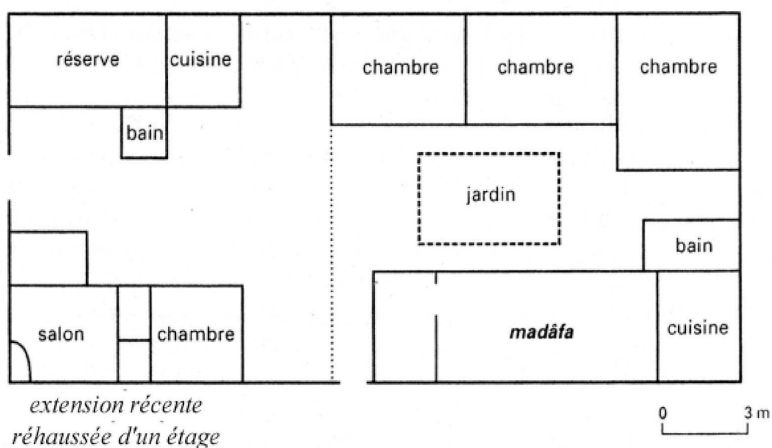 réserve
cuisine
chambre
chambre
chambre
bain
jardin
bain
salon
chambre
madâfa
cuisine
extension récente
réhaussée d'un étage
0 3 m